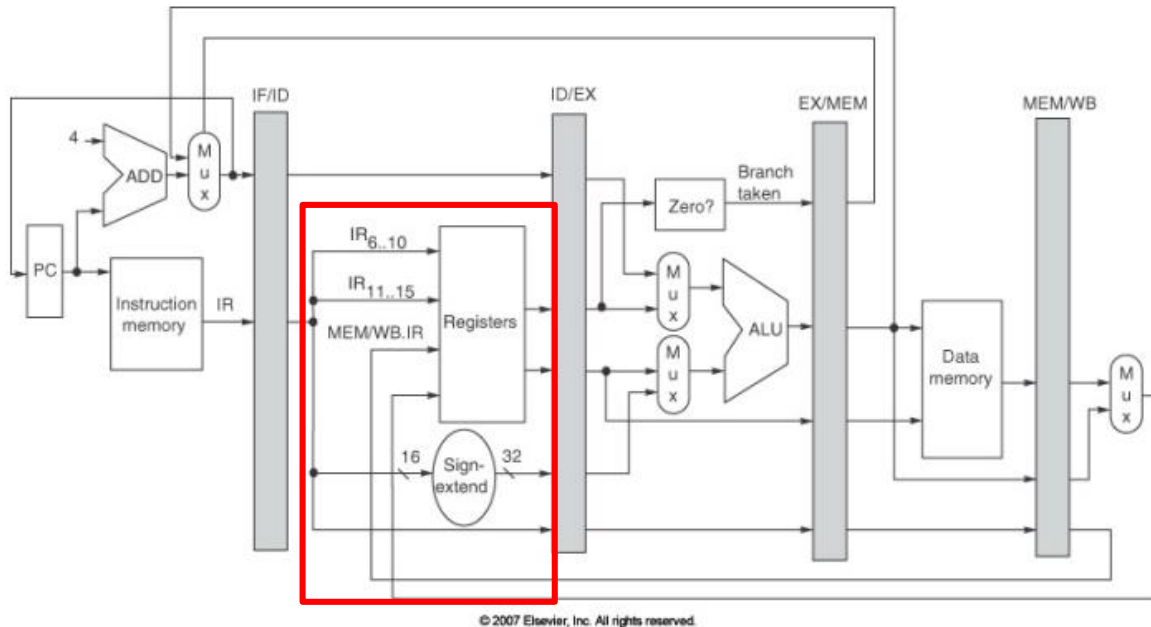 IF/ID
ID/EX
EX/MEM
MEM/WB
4
ADD
M
u
x
Branch
taken
Zero?
PC
Instruction
memory
IR
IR6..10
IR11..15
MEM/WB.IR
Registers
M
u
x
M
u
x
ALU
Data
memory
M
u
x
16
Sign-
extend
32
© 2007 Elsevier, Inc. All rights reserved.